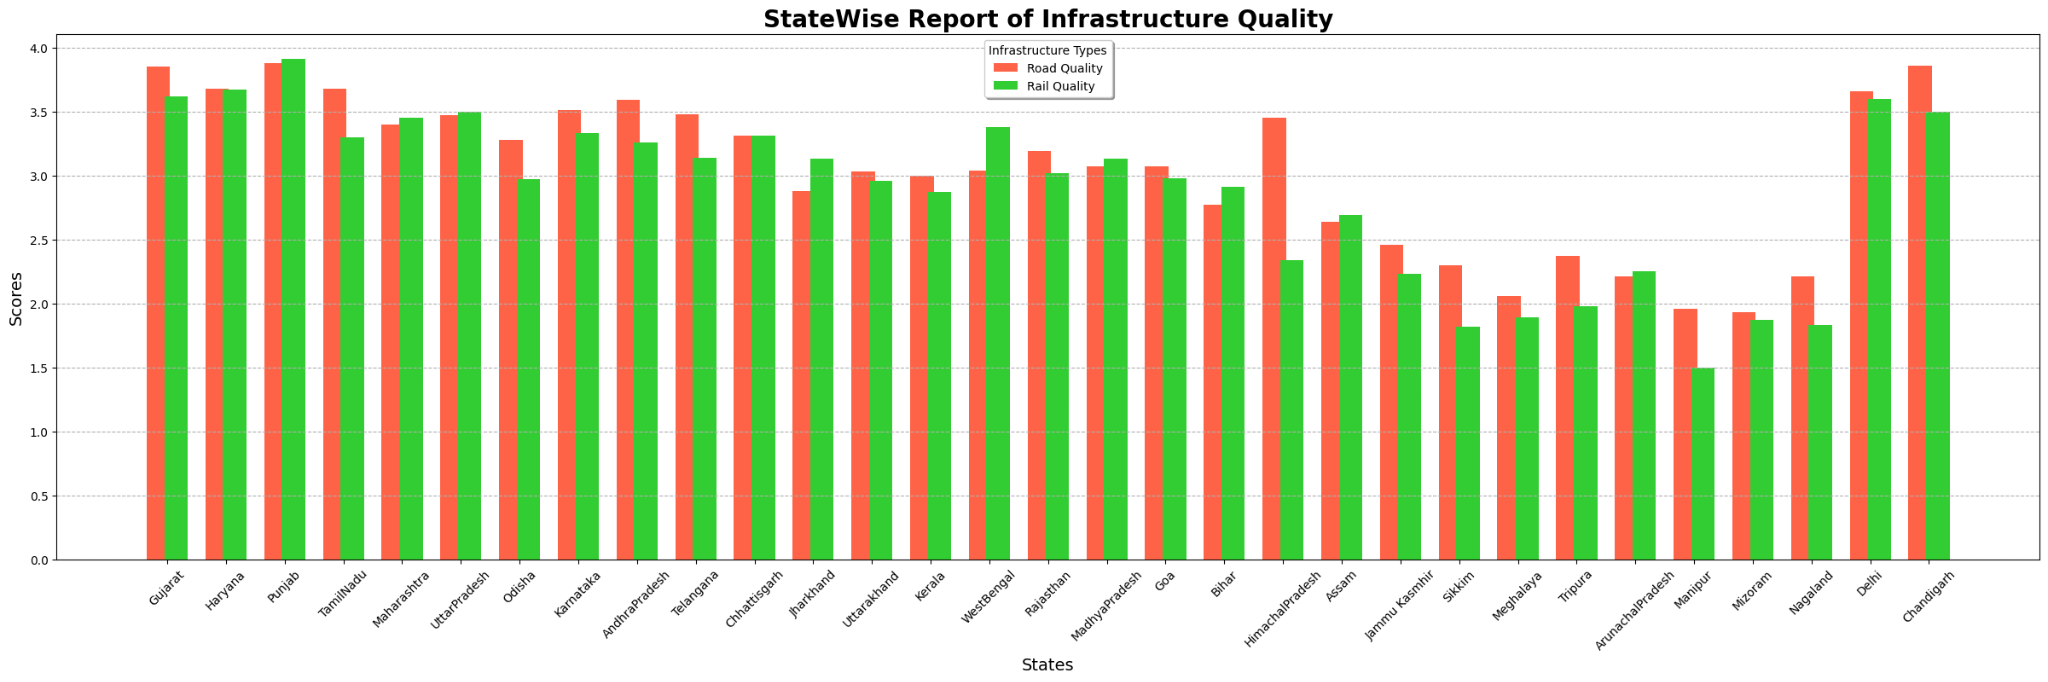 StateWise Report of Infrastructure Quality
Infrastructure Types
Road Quality
Rail Quality
Scores
4.0
3.5
3.0
2.5
2.0
1.5
1.0
0.5
0.0
Gujarat
Haryana
Punjab
TamilNadu
Maharashtra
UttarPradesh
Odisha
Karnataka
AndhraPradesh
Telangana
Chhattisgarh
Jharkhand
Uttarakhand
Kerala
WestBengal
Rajasthan
MadhyaPradesh
Goa
Bihar
HimachalPradesh
Assam
Jammu Kasmhir
Sikkim
Meghalaya
Tripura
ArunachalPradesh
Manipur
Mizoram
Nagaland
Delhi
Chandigarh
States